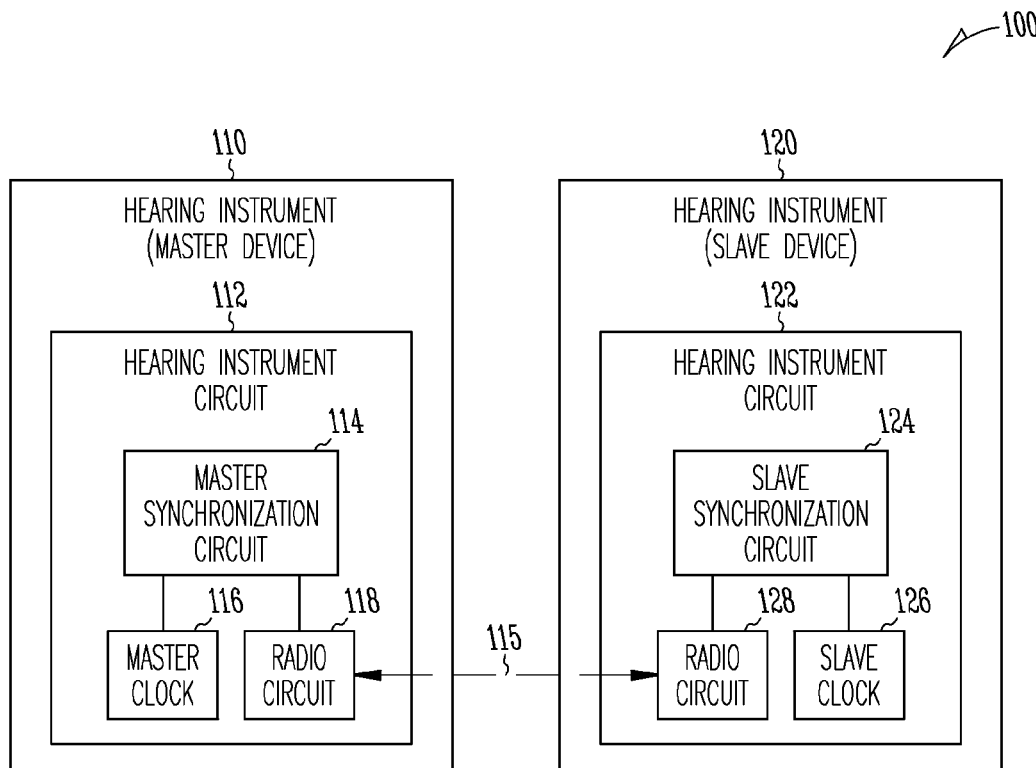 100
110
120
HEARING INSTRUMENT
(MASTER DEVICE)
HEARING INSTRUMENT
(SLAVE DEVICE)
112
122
HEARING INSTRUMENT
CIRCUIT
HEARING INSTRUMENT
CIRCUIT
114
124
MASTER
SYNCHRONIZATION
CIRCUIT
SLAVE
SYNCHRONIZATION
CIRCUIT
116
118
128
126
MASTER
CLOCK
RADIO
CIRCUIT
115
RADIO
CIRCUIT
SLAVE
CLOCK